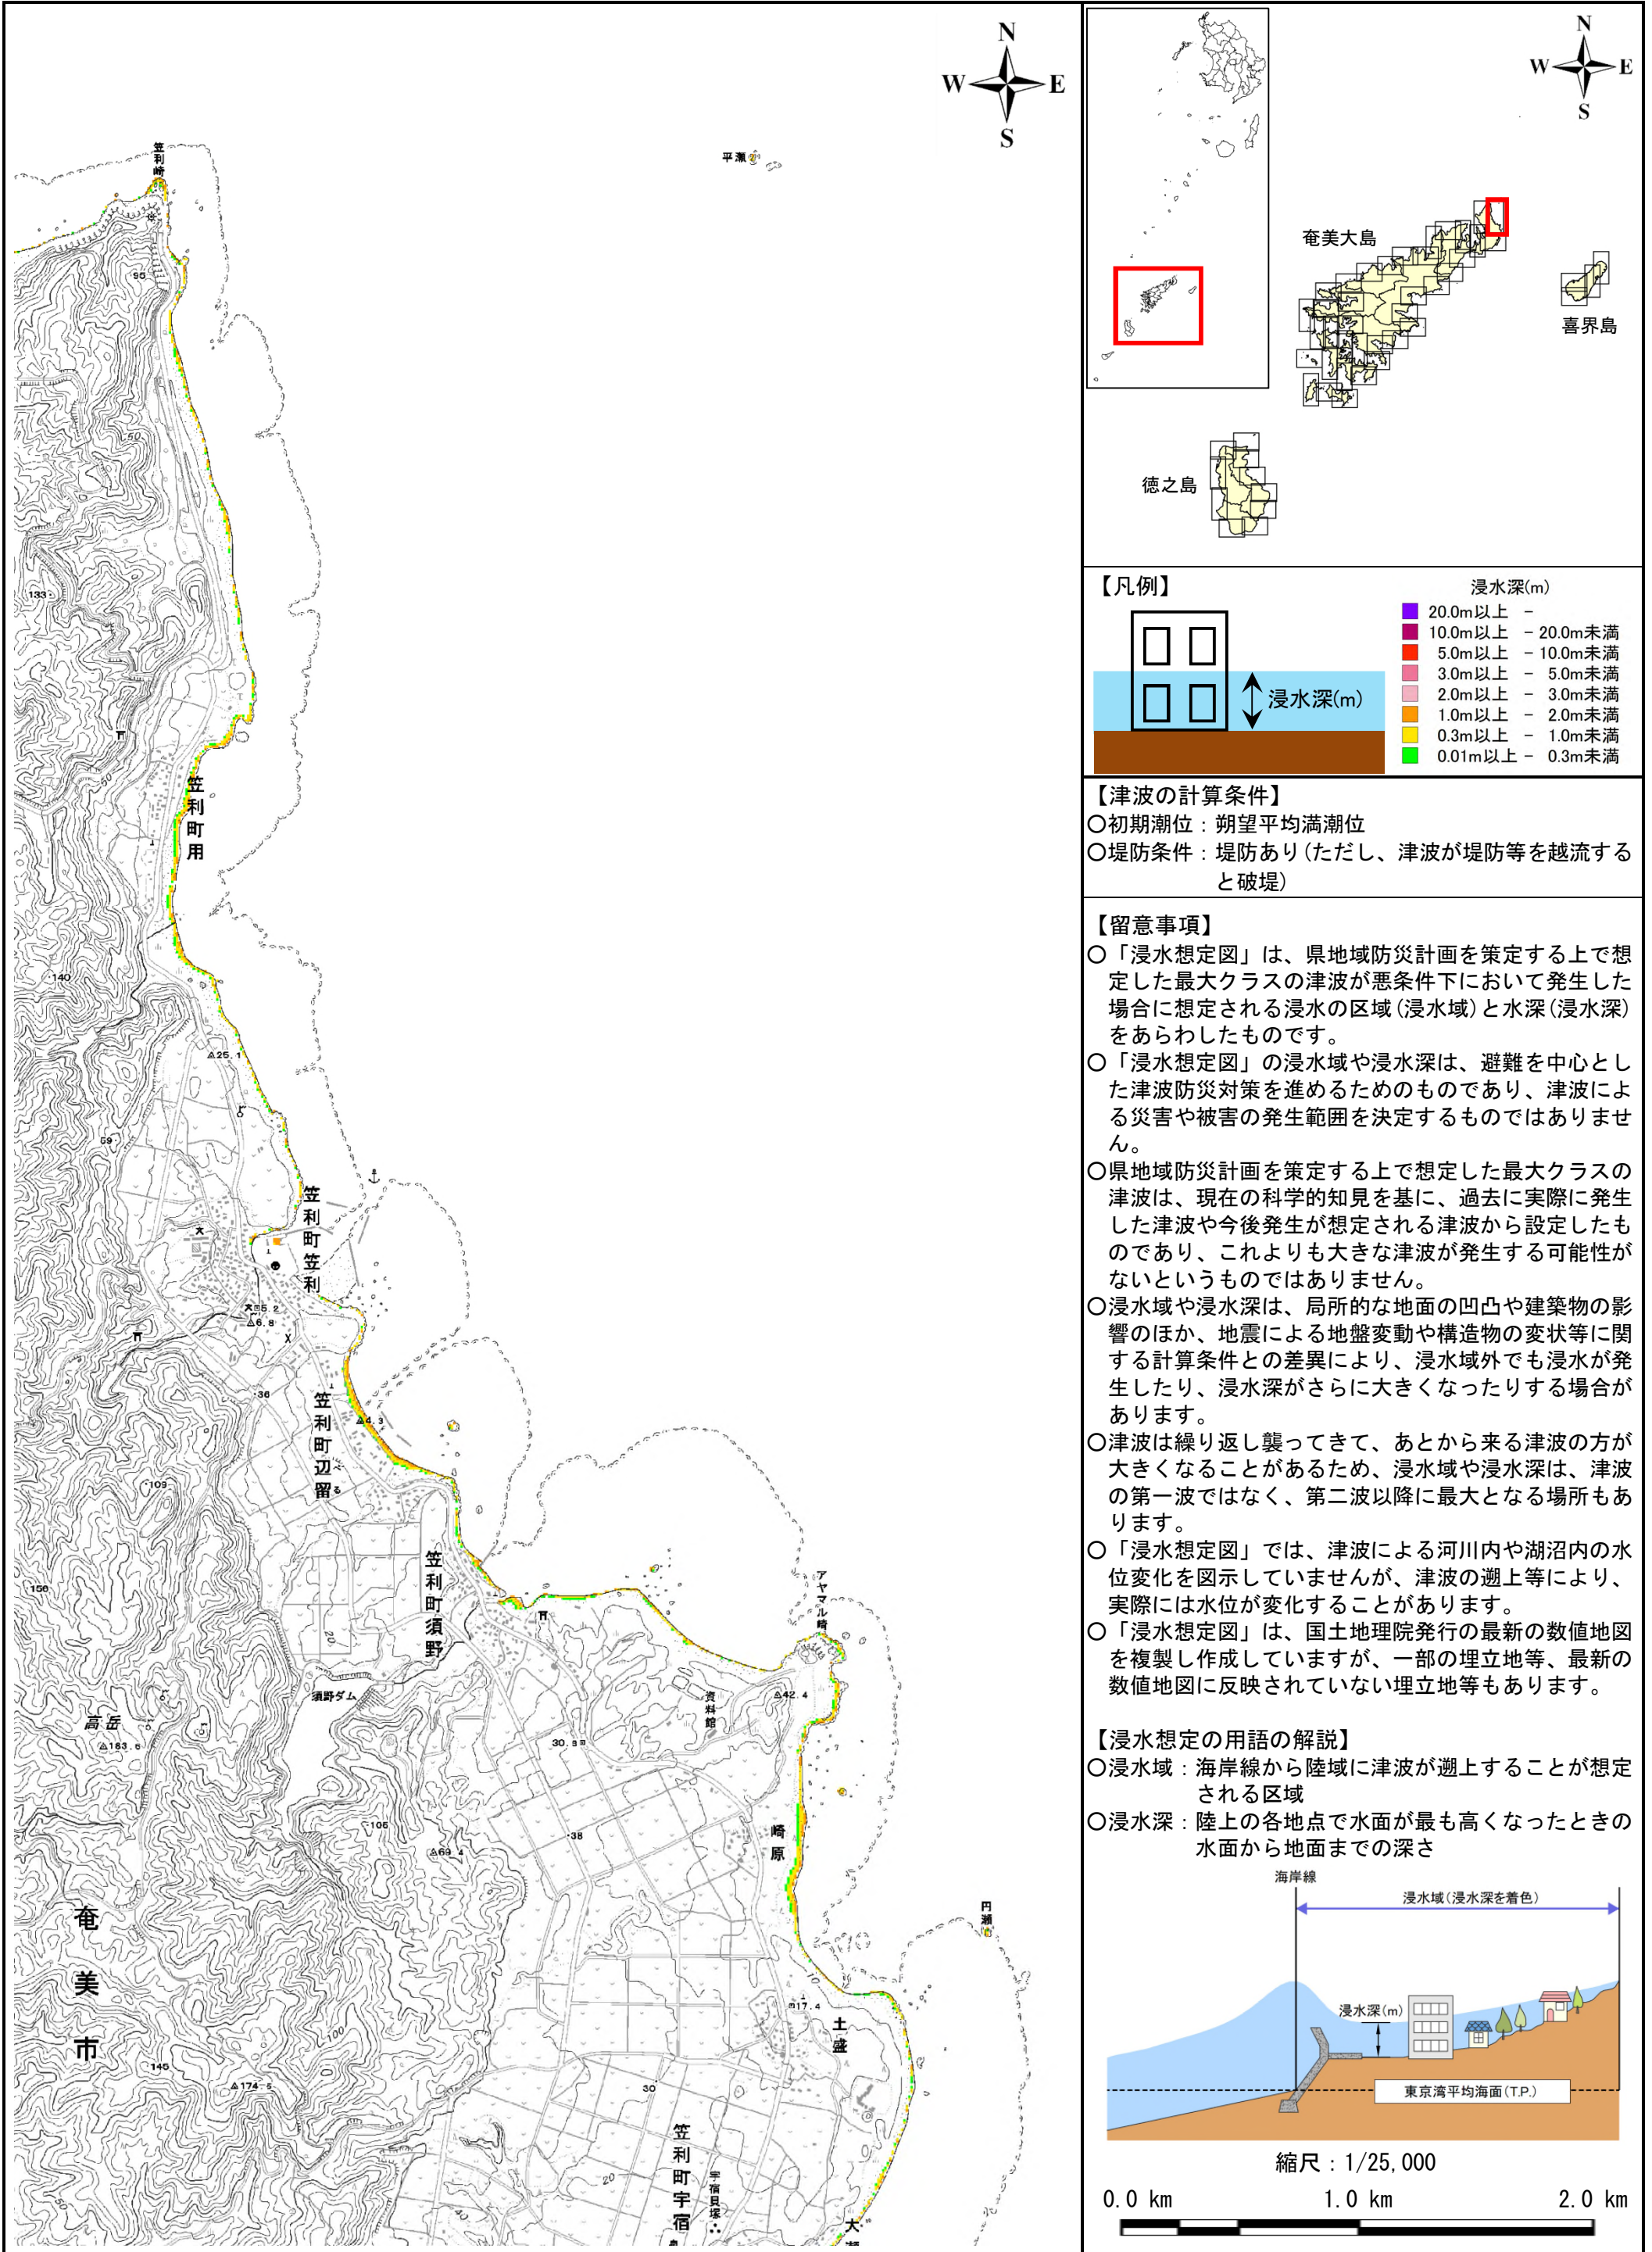 N
W E
S
平瀬
笠利崎
95
50
133
50
笠利町用
140
25.1
59
笠利町笠利
5.2
6.8
36
4.3
笠利町辺留
べる
109
156
笠利町須野
20
須野ダム
アヤマル崎
資料館
42.4
30.3
高岳
183.6
106
38
69.4
崎原
円瀬
10
奄美市
17.4
土盛
100
145
174.5
30
笠利町宇宿
宇宿貝塚
20
40
50
大瀬
N
W E
S
奄美大島
喜界島
徳之島
【凡例】
浸水深(m)
浸水深(m)
20.0m以上 －
10.0m以上 － 20.0m未満
5.0m以上 － 10.0m未満
3.0m以上 － 5.0m未満
2.0m以上 － 3.0m未満
1.0m以上 － 2.0m未満
0.3m以上 － 1.0m未満
0.01m以上 － 0.3m未満
【津波の計算条件】
○初期潮位：朔望平均満潮位
○堤防条件：堤防あり(ただし、津波が堤防等を越流する
と破堤)
【留意事項】
○「浸水想定図」は、県地域防災計画を策定する上で想
定した最大クラスの津波が悪条件下において発生した
場合に想定される浸水の区域(浸水域)と水深(浸水深)
をあらわしたものです。
○「浸水想定図」の浸水域や浸水深は、避難を中心とし
た津波防災対策を進めるためのものであり、津波によ
る災害や被害の発生範囲を決定するものではありませ
ん。
○県地域防災計画を策定する上で想定した最大クラスの
津波は、現在の科学的知見を基に、過去に実際に発生
した津波や今後発生が想定される津波から設定したも
のであり、これよりも大きな津波が発生する可能性が
ないというものではありません。
○浸水域や浸水深は、局所的な地面の凹凸や建築物の影
響のほか、地震による地盤変動や構造物の変状等に関
する計算条件との差異により、浸水域外でも浸水が発
生したり、浸水深がさらに大きくなったりする場合が
あります。
○津波は繰り返し襲ってきて、あとから来る津波の方が
大きくなることがあるため、浸水域や浸水深は、津波
の第一波ではなく、第二波以降に最大となる場所もあ
ります。
○「浸水想定図」では、津波による河川内や湖沼内の水
位変化を図示していませんが、津波の遡上等により、
実際には水位が変化することがあります。
○「浸水想定図」は、国土地理院発行の最新の数値地図
を複製し作成していますが、一部の埋立地等、最新の
数値地図に反映されていない埋立地等もあります。
【浸水想定の用語の解説】
○浸水域：海岸線から陸域に津波が遡上することが想定
される区域
○浸水深：陸上の各地点で水面が最も高くなったときの
水面から地面までの深さ
海岸線
浸水域(浸水深を着色)
浸水深(m)
東京湾平均海面(T.P.)
縮尺：1/25,000
0.0 km 1.0 km 2.0 km